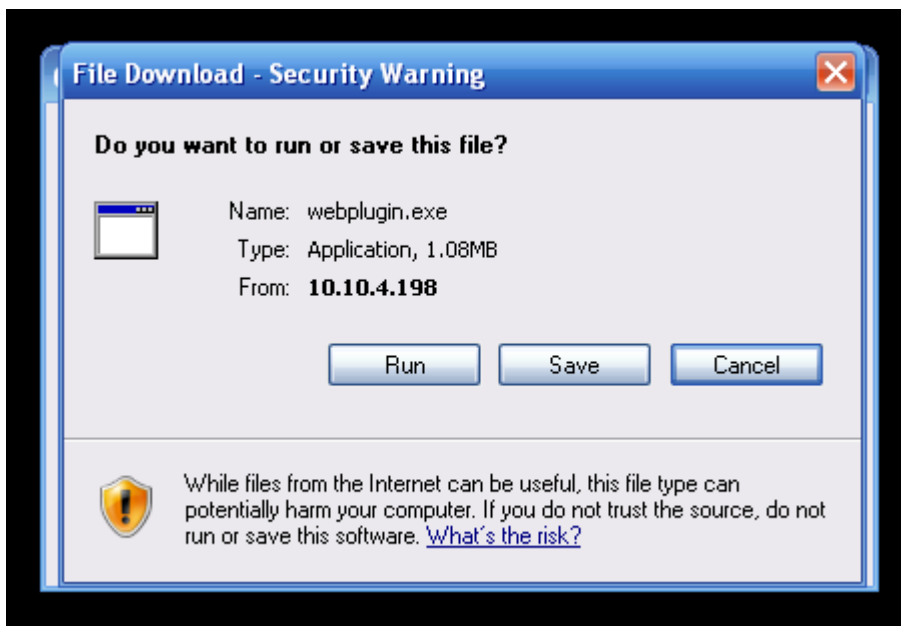 File Download - Security Warning
Do you want to run or save this file?
Name: webplugin.exe
Type: Application, 1.08MB
From: 10.10.4.198
Run Save Cancel
While files from the Internet can be useful, this file type can
potentially harm your computer. If you do not trust the source, do not
run or save this software. What's the risk?